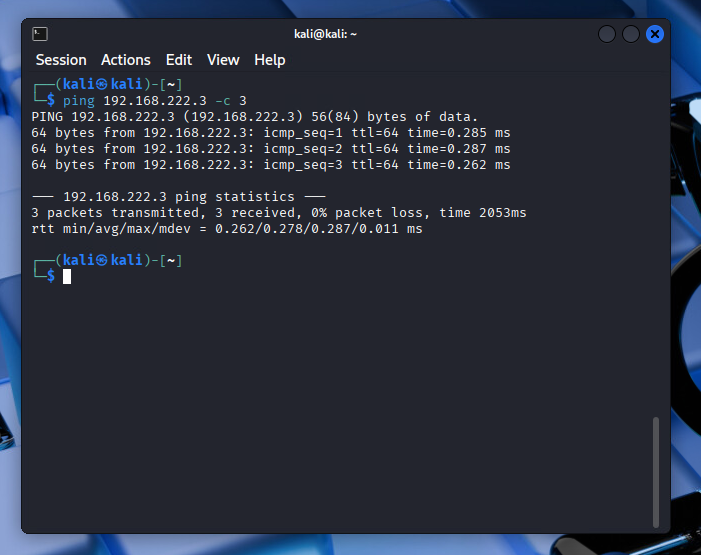 kali@kali: ~
Session Actions Edit View Help
┌──(kali㉿kali)-[~]
└─$ ping 192.168.222.3 -c 3
PING 192.168.222.3 (192.168.222.3) 56(84) bytes of data.
64 bytes from 192.168.222.3: icmp_seq=1 ttl=64 time=0.285 ms
64 bytes from 192.168.222.3: icmp_seq=2 ttl=64 time=0.287 ms
64 bytes from 192.168.222.3: icmp_seq=3 ttl=64 time=0.262 ms
--- 192.168.222.3 ping statistics ---
3 packets transmitted, 3 received, 0% packet loss, time 2053ms
rtt min/avg/max/mdev = 0.262/0.278/0.287/0.011 ms
┌──(kali㉿kali)-[~]
└─$